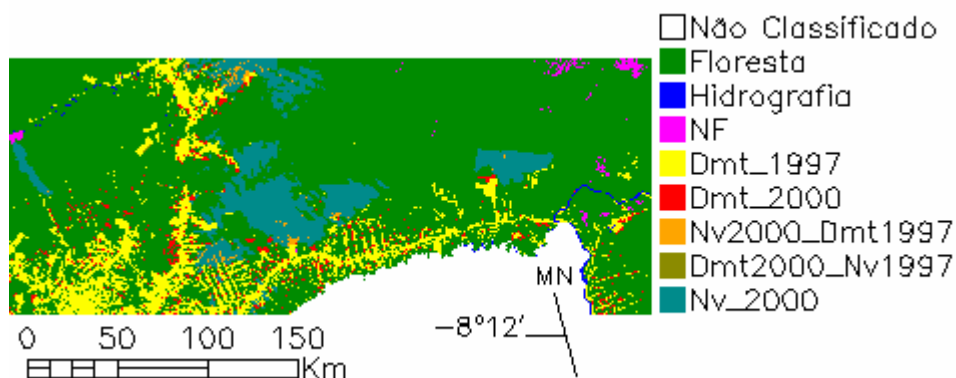 Não Classificado
Floresta
Hidrografia
NF
Dmt_1997
Dmt_2000
Nv2000_Dmt1997
Dmt2000_Nv1997
Nv_2000
MN
-8°12'
0 50 100 150
Km